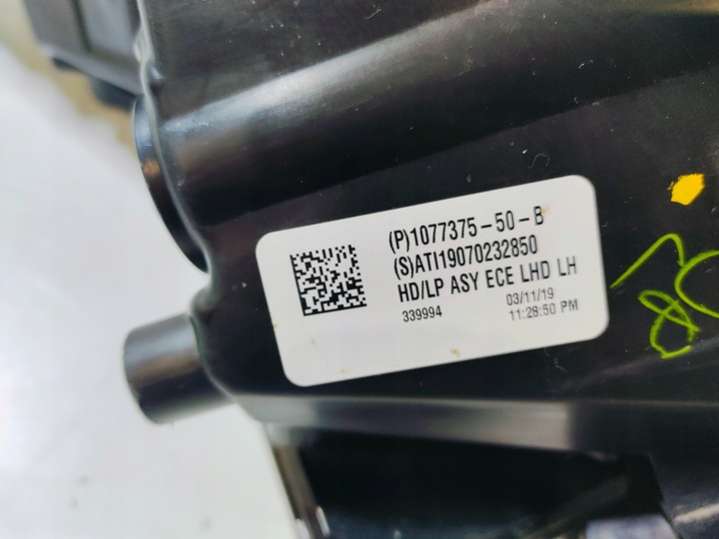 (P)1077375-50-B
(S)ATI19070232850
HD/LP ASY ECE LHD LH
339994 03/11/19
11:28:50 PM